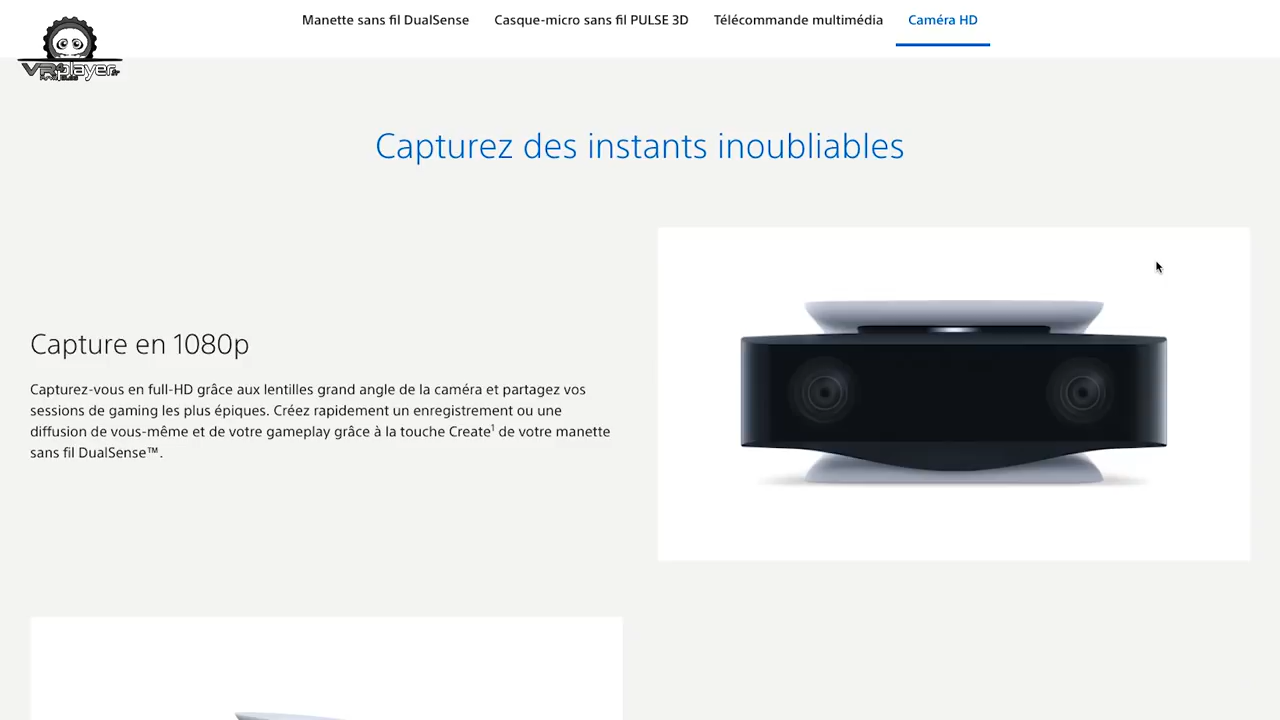 Manette sans fil DualSense Casque-micro sans fil PULSE 3D Télécommande multimédia Caméra HD
VRplayer.fr
Capturez des instants inoubliables
Capture en 1080p
Capturez-vous en full-HD grâce aux lentilles grand angle de la caméra et partagez vos
sessions de gaming les plus épiques. Créez rapidement un enregistrement ou une
diffusion de vous-même et de votre gameplay grâce à la touche Create¹ de votre manette
sans fil DualSense™.